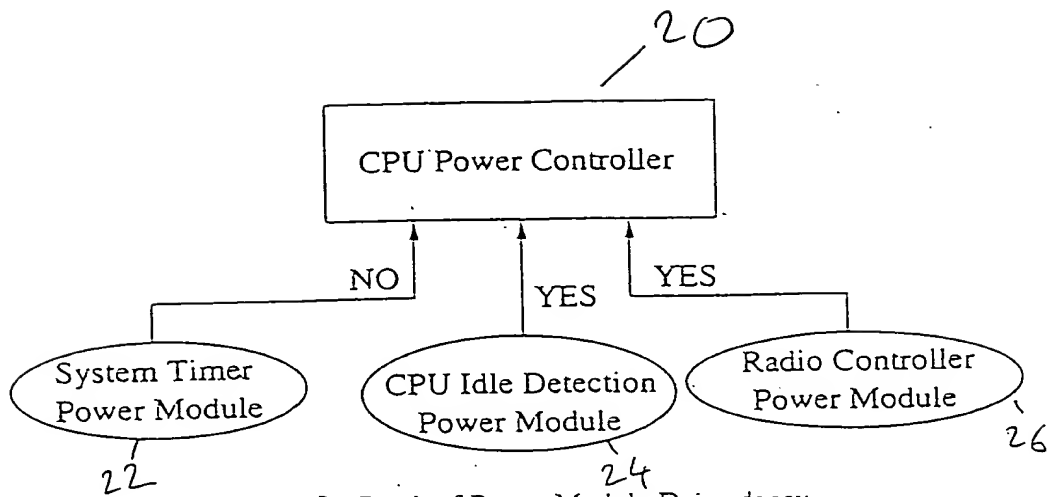 20
CPU Power Controller
NO
YES
YES
System Timer
Power Module
CPU Idle Detection
Power Module
Radio Controller
Power Module
22
24
26